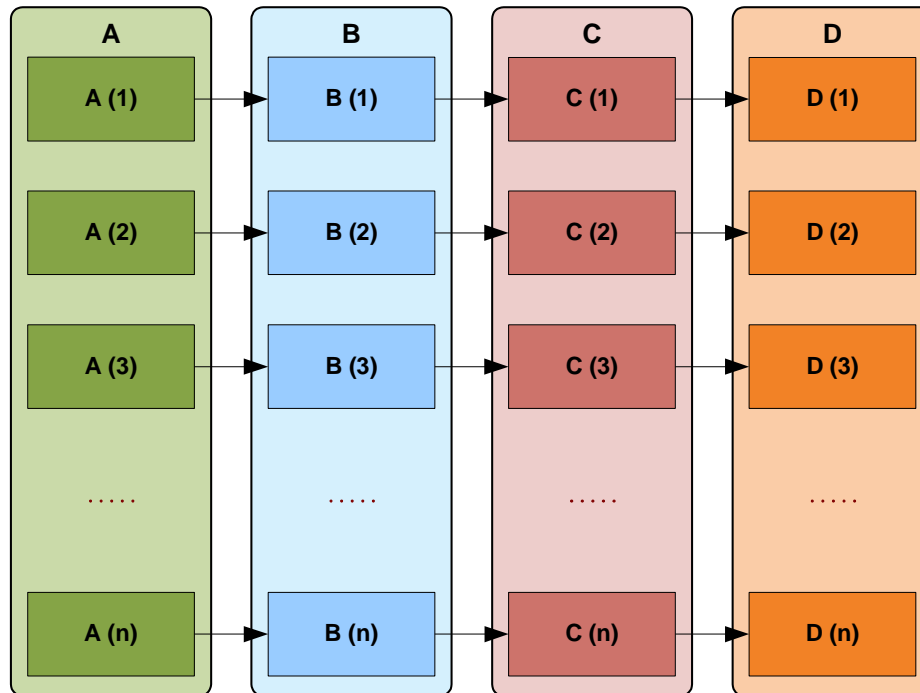 A B C D
A (1) B (1) C (1) D (1)
A (2) B (2) C (2) D (2)
A (3) B (3) C (3) D (3)
..... ..... ..... .....
A (n) B (n) C (n) D (n)